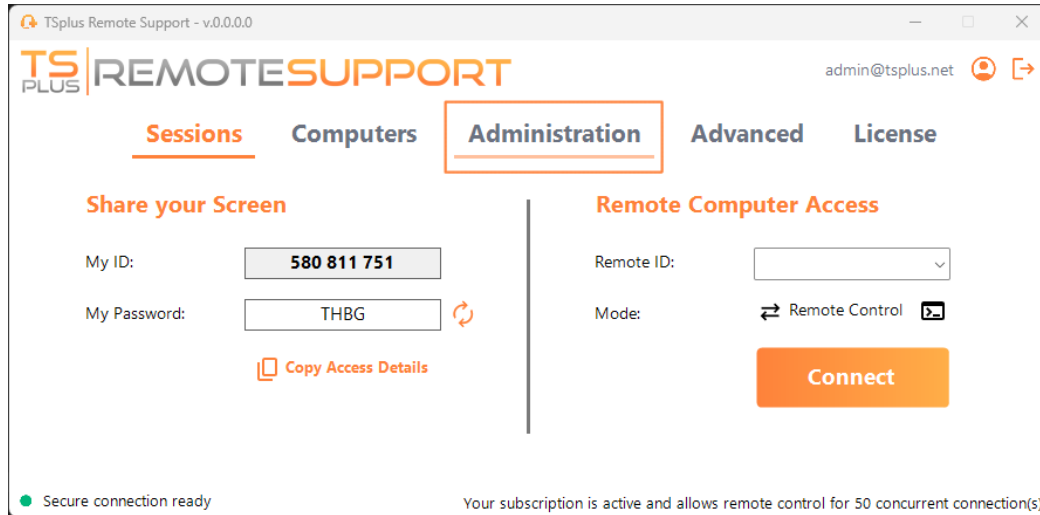 TSplus Remote Support - v.0.0.0.0
TS PLUS REMOTESUPPORT
admin@tsplus.net
Sessions Computers Administration Advanced License
Share your Screen
My ID: 580 811 751
My Password: THBG
Copy Access Details
Remote Computer Access
Remote ID:
Mode: Remote Control
Connect
Secure connection ready
Your subscription is active and allows remote control for 50 concurrent connection(s)